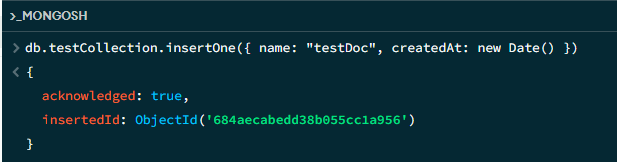 >_MONGOSH
> db.testCollection.insertOne({ name: "testDoc", createdAt: new Date() })
< {
acknowledged: true,
insertedId: ObjectId('684aecabedd38b055cc1a956')
}